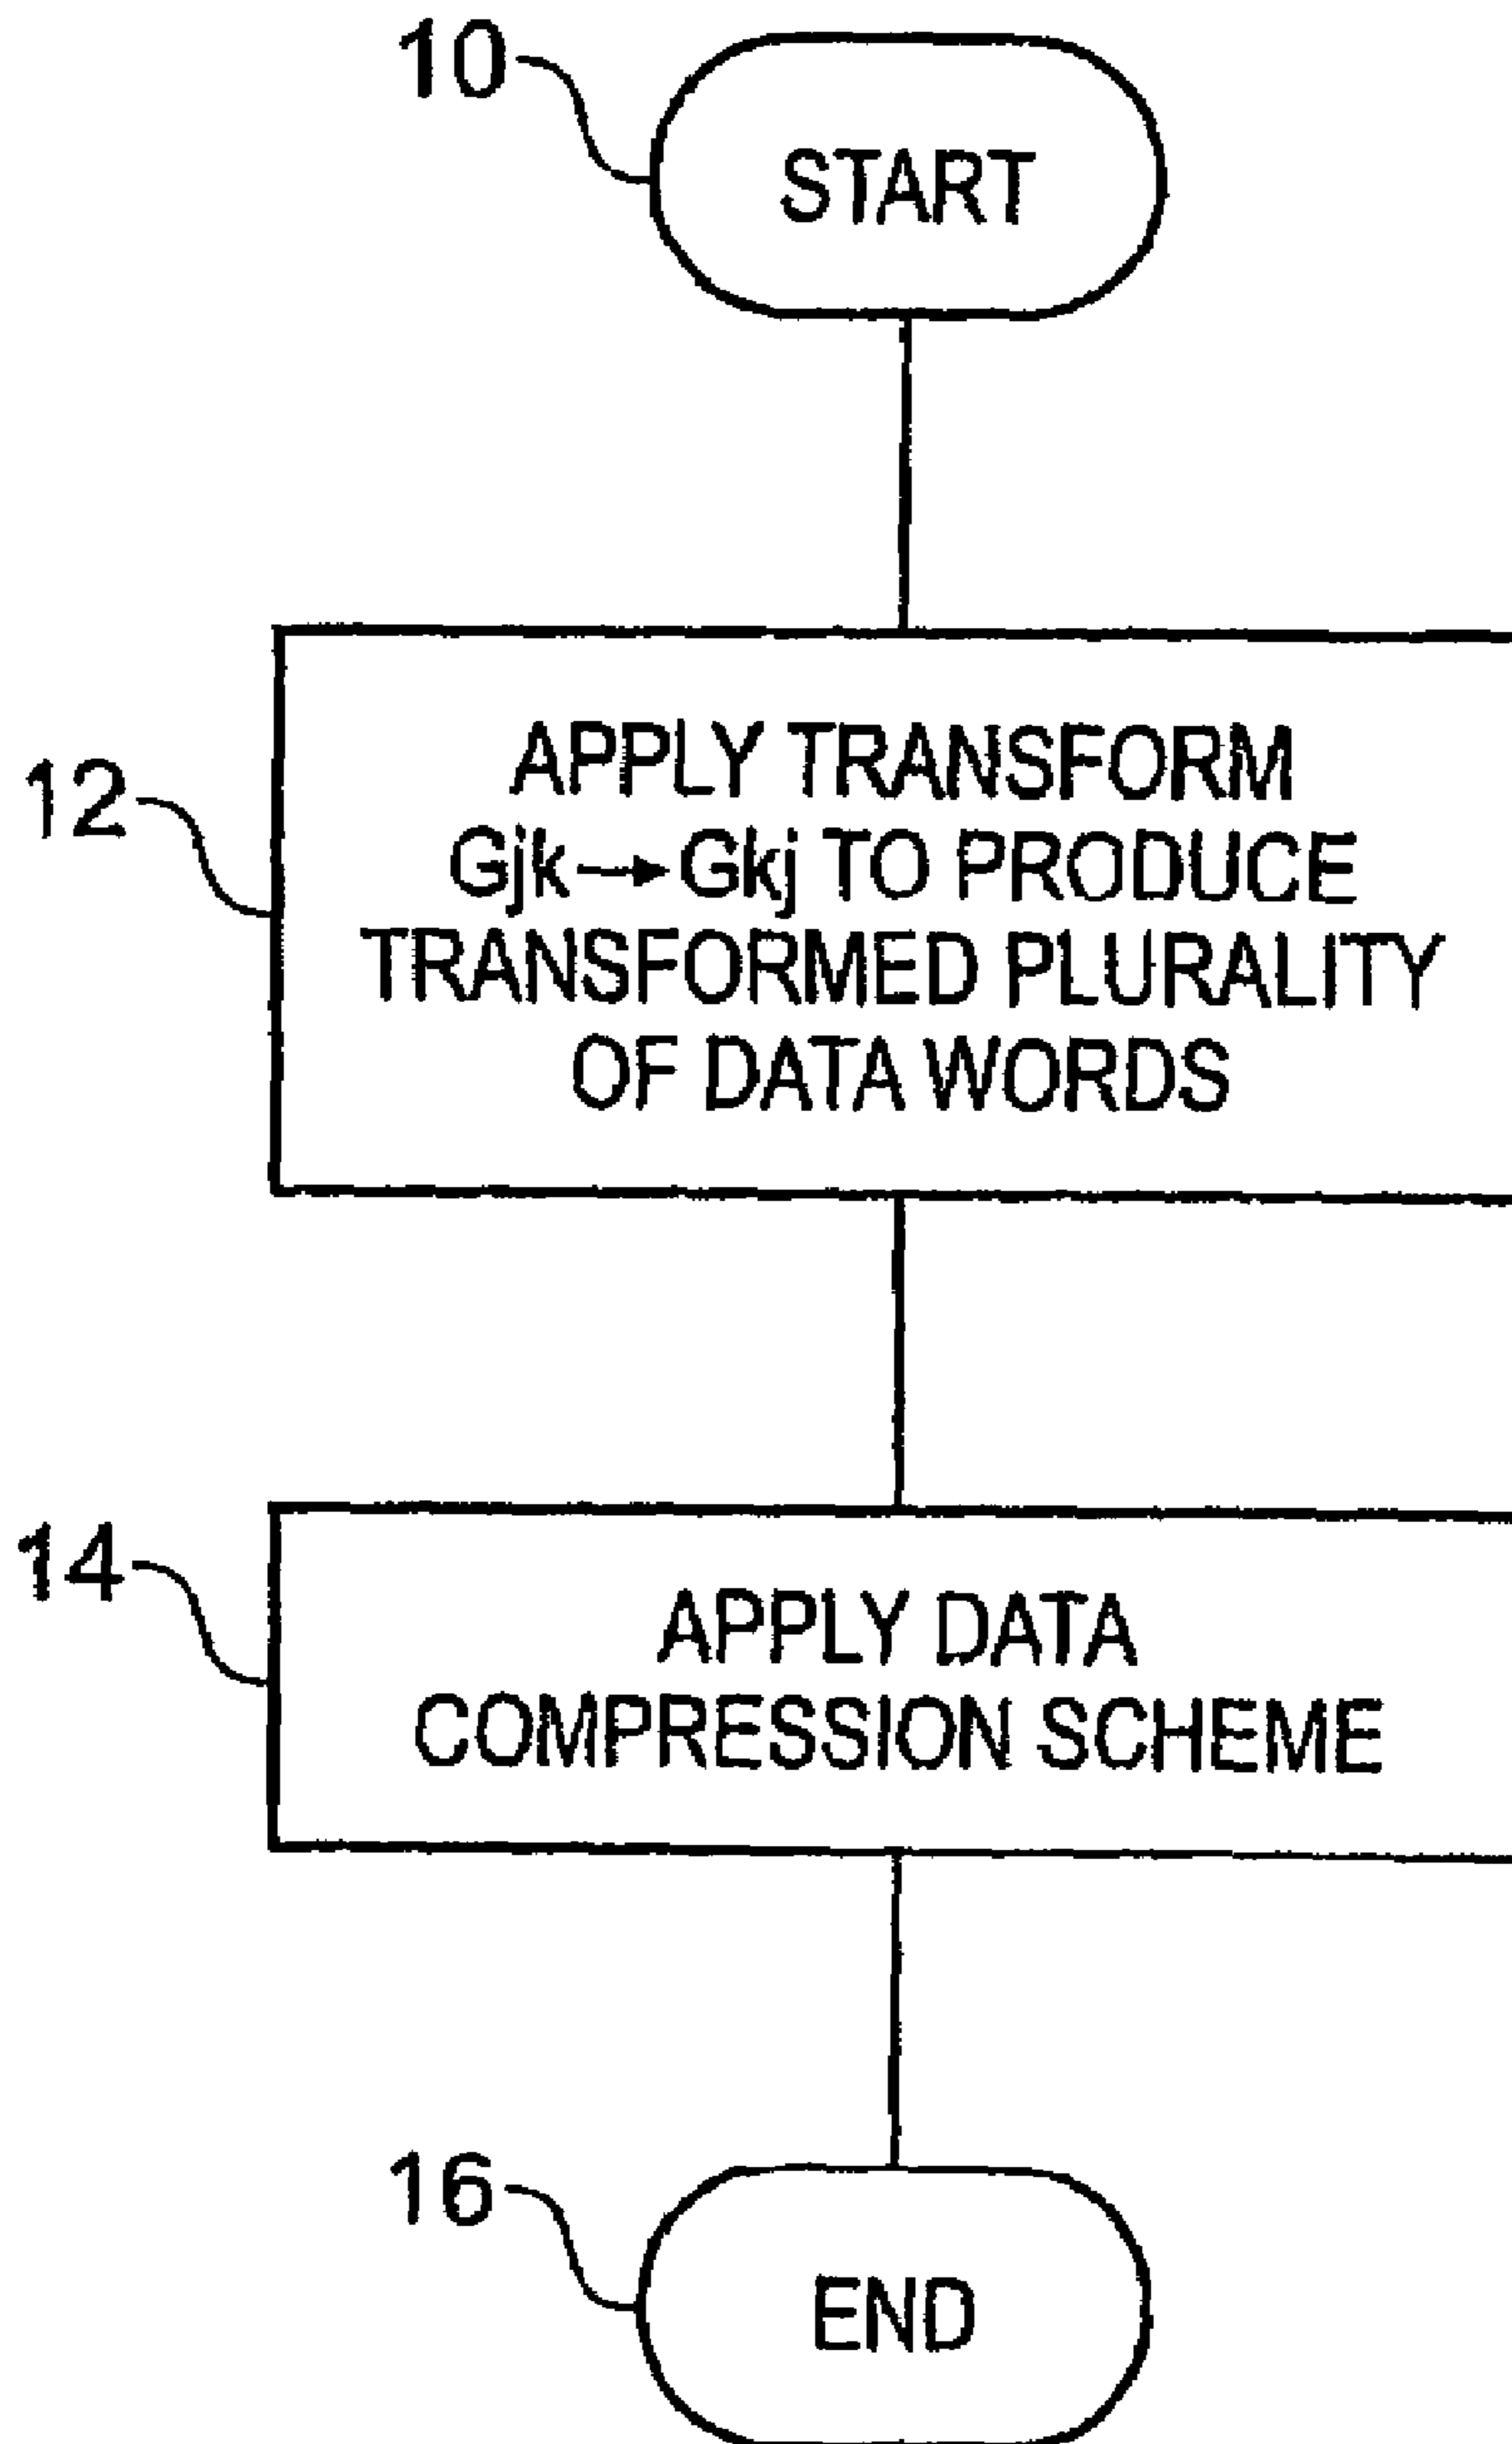 10
START
12
APPLY TRANSFORM
Gjk→Gkj TO PRODUCE
TRANSFORMED PLURALITY
OF DATA WORDS
14
APPLY DATA
COMPRESSION SCHEME
16
END